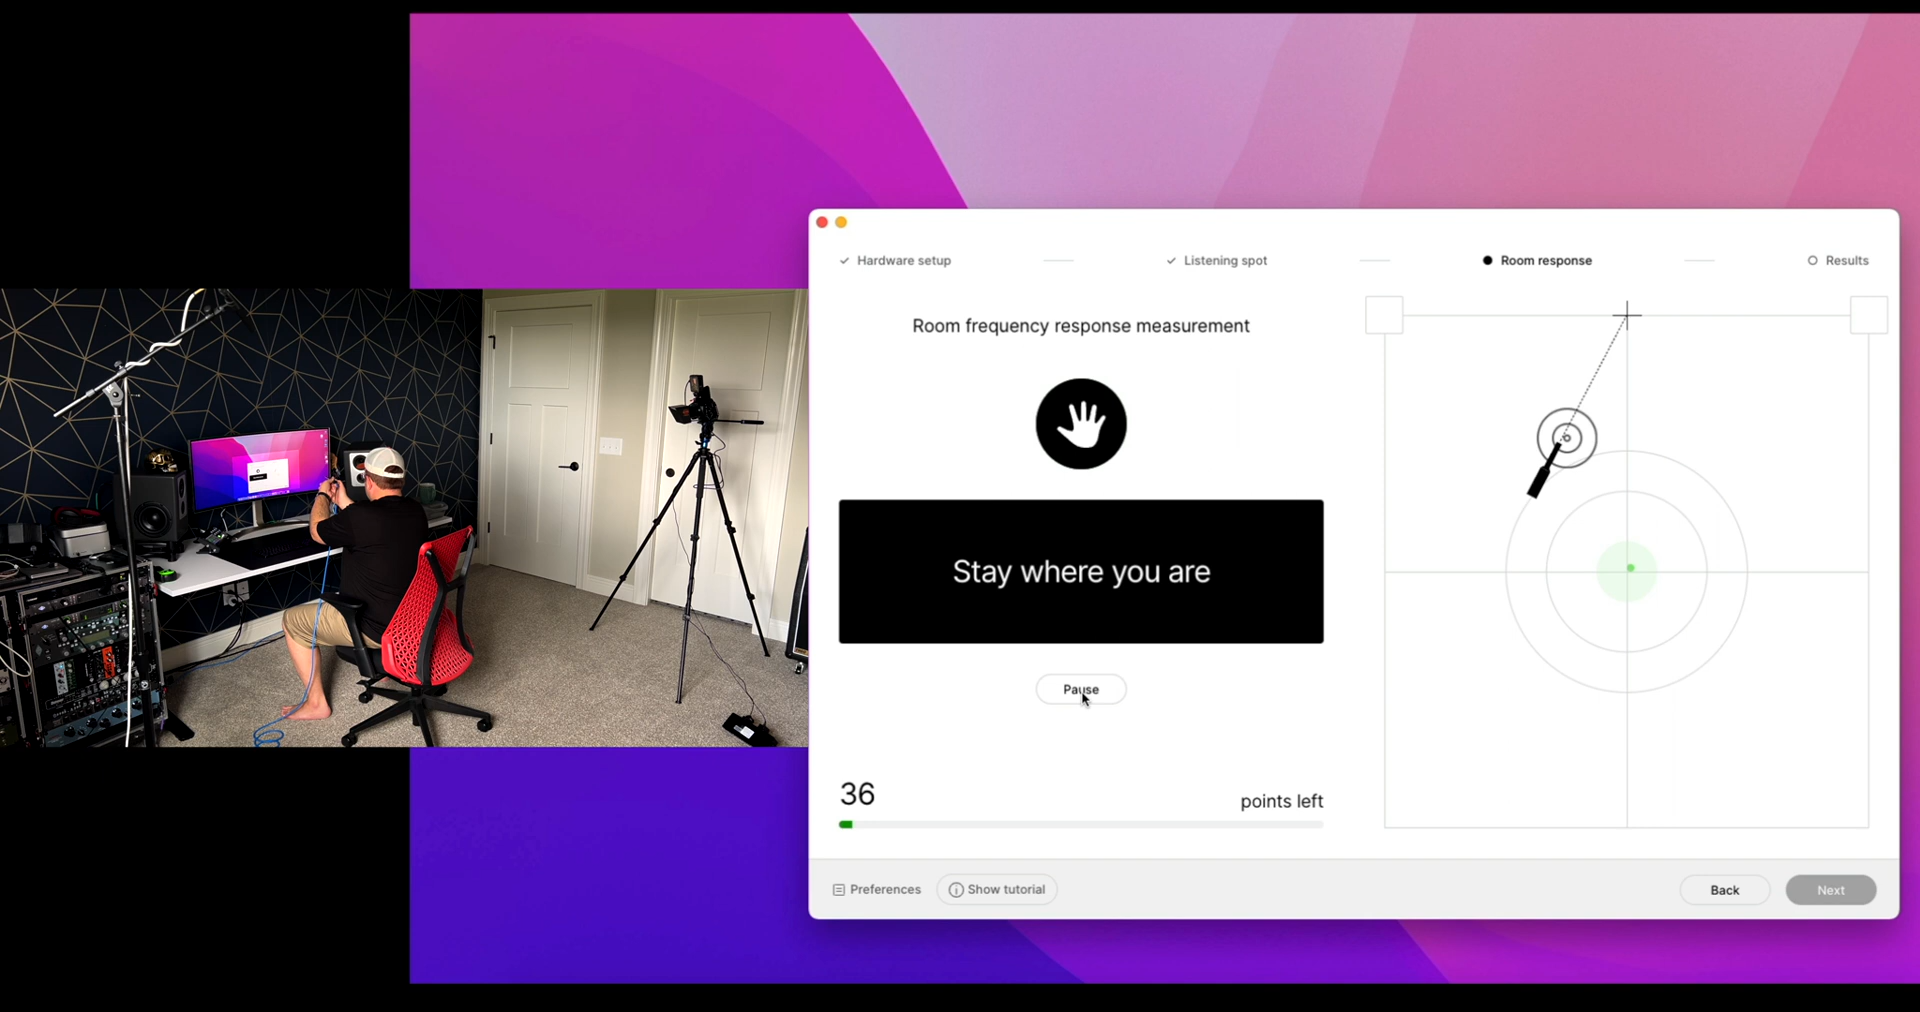 Hardware setup
Listening spot
Room response
Results
Room frequency response measurement
Stay where you are
Pause
36
points left
Preferences
Show tutorial
Back
Next